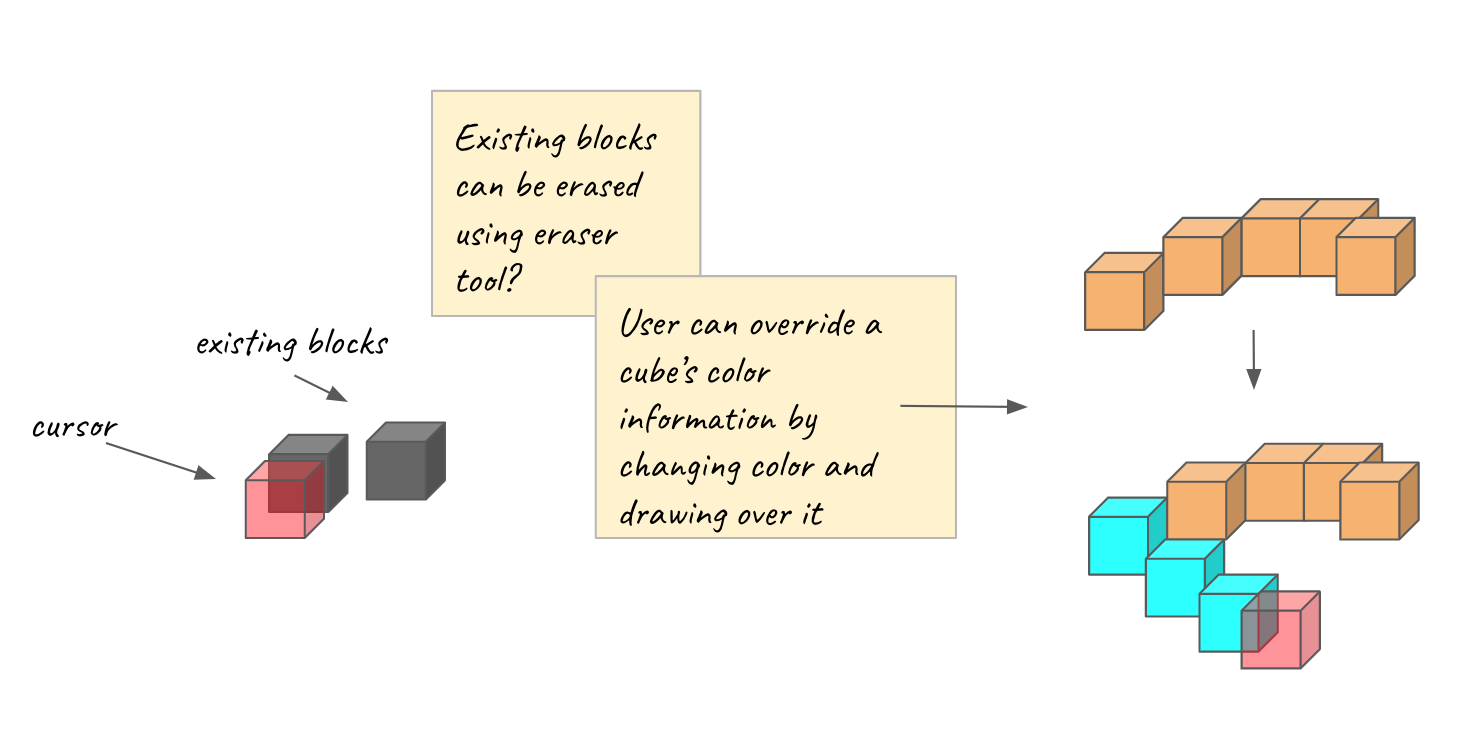 Existing blocks
can be erased
using eraser
tool?
User can override a
cube's color
information by
changing color and
drawing over it
existing blocks
cursor